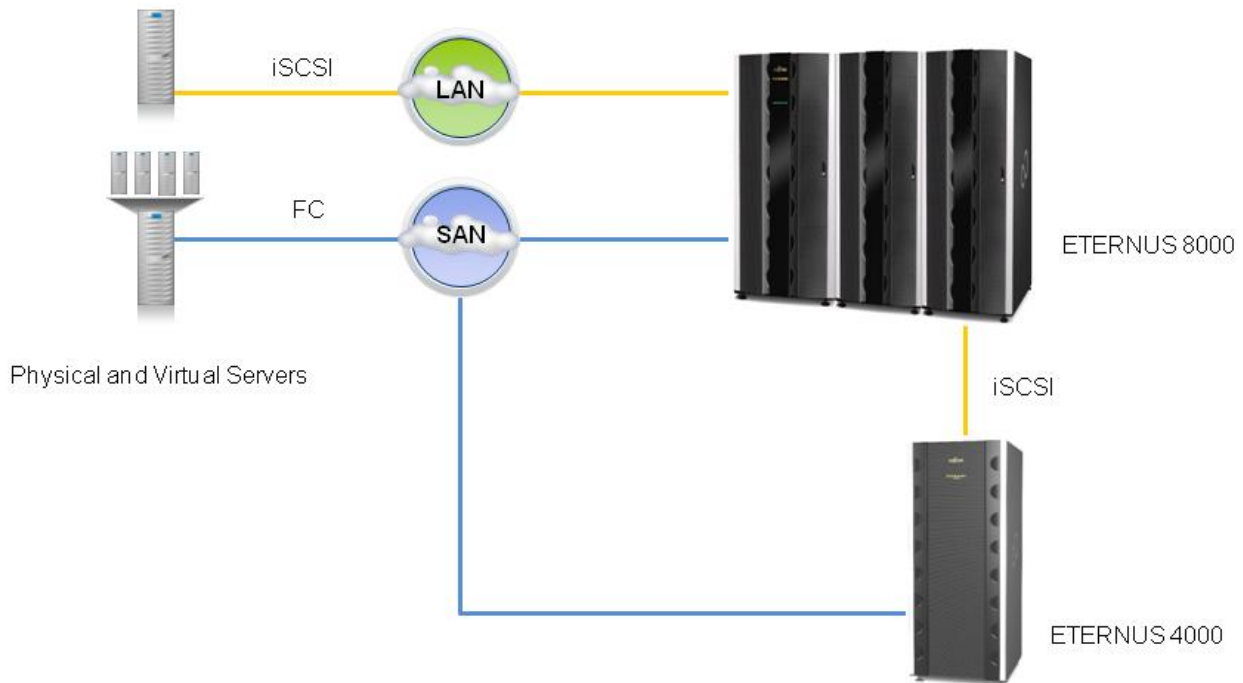 iSCSI
LAN
FC
SAN
ETERNUS 8000
Physical and Virtual Servers
iSCSI
ETERNUS 4000